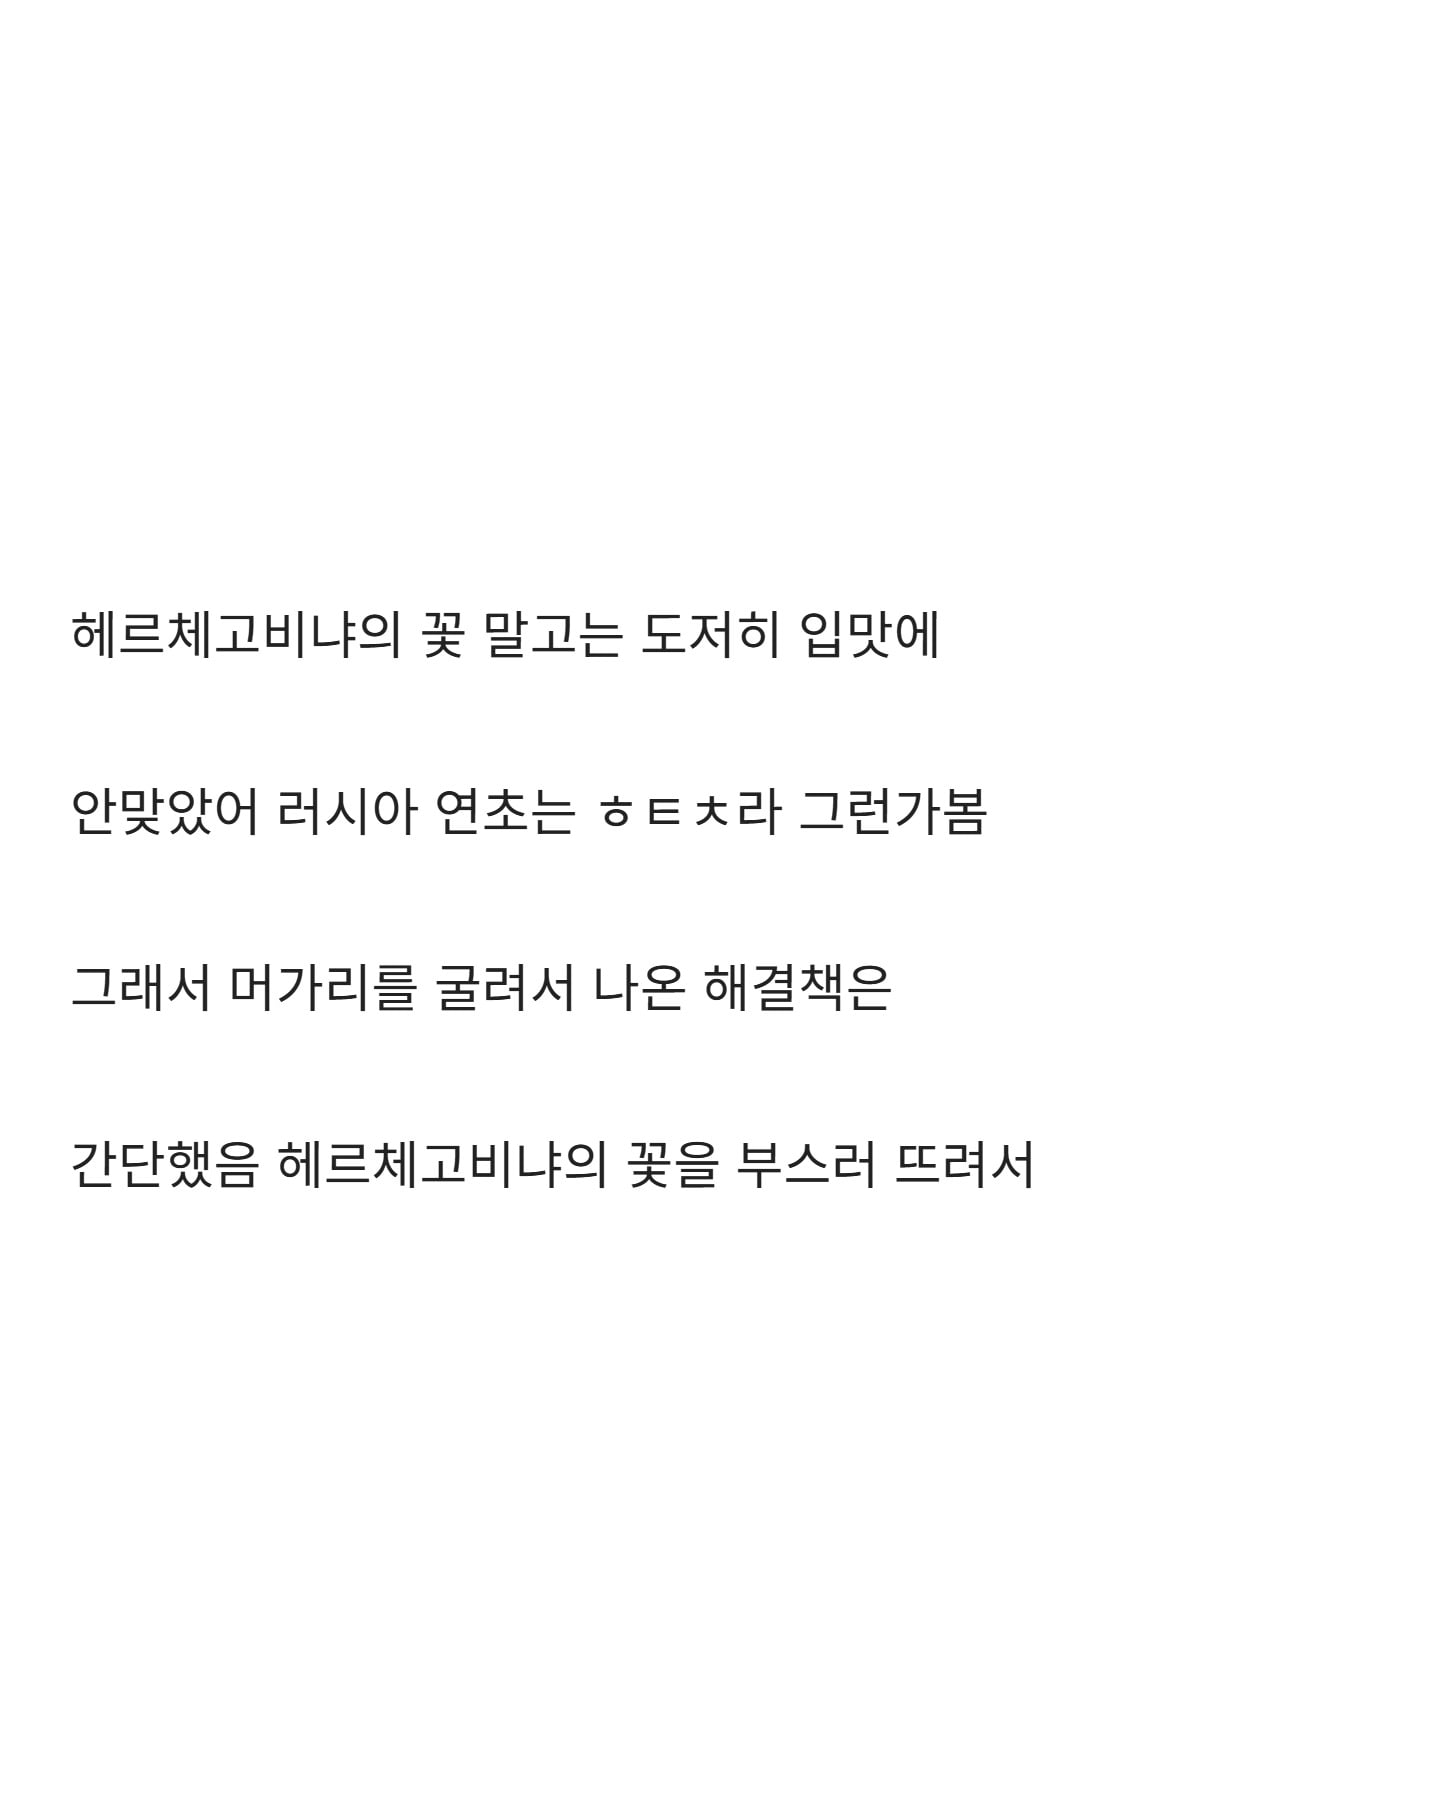 헤르체고비냐의 꽃 말고는 도저히 입맛에
안맞았어 러시아 연초는 ㅎㅌㅊ라 그런가봄
그래서 머가리를 굴려서 나온 해결책은
간단했음 헤르체고비냐의 꽃을 부스러 뜨려서